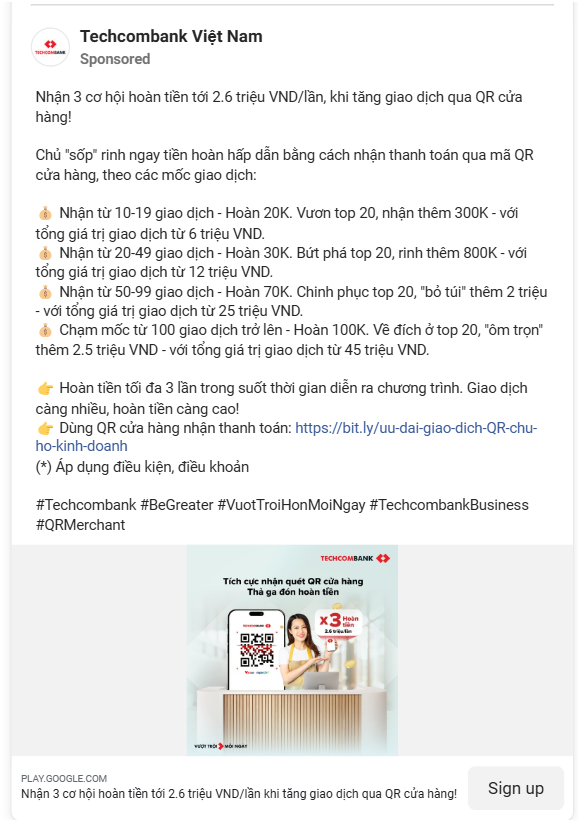 Techcombank Việt Nam
TECHCOMBANK
Sponsored
Nhận 3 cơ hội hoàn tiền tới 2.6 triệu VND/lần, khi tăng giao dịch qua QR cửa
hàng!
Chủ "sốp" rinh ngay tiền hoàn hấp dẫn bằng cách nhận thanh toán qua mã QR
cửa hàng, theo các mốc giao dịch:
💰 Nhận từ 10-19 giao dịch - Hoàn 20K. Vươn top 20, nhận thêm 300K - với
tổng giá trị giao dịch từ 6 triệu VND.
💰 Nhận từ 20-49 giao dịch - Hoàn 30K. Bứt phá top 20, rinh thêm 800K - với
tổng giá trị giao dịch từ 12 triệu VND.
💰 Nhận từ 50-99 giao dịch - Hoàn 70K. Chinh phục top 20, "bỏ túi" thêm 2 triệu
- với tổng giá trị giao dịch từ 25 triệu VND.
💰 Chạm mốc từ 100 giao dịch trở lên - Hoàn 100K. Về đích ở top 20, "ôm trọn"
thêm 2.5 triệu VND - với tổng giá trị giao dịch từ 45 triệu VND.
👉 Hoàn tiền tối đa 3 lần trong suốt thời gian diễn ra chương trình. Giao dịch
càng nhiều, hoàn tiền càng cao!
👉 Dùng QR cửa hàng nhận thanh toán: https://bit.ly/uu-dai-giao-dich-QR-chu-
ho-kinh-doanh
(*) Áp dụng điều kiện, điều khoản
#Techcombank #BeGreater #VuotTroiHonMoiNgay #TechcombankBusiness
#QRMerchant
TECHCOMBANK
Tích cực nhận quét QR cửa hàng
Thả ga đón hoàn tiền
TECHCOMBANK
x3 Hoàn
tiền
2.6 triệu/lần
VƯỢT TRỘI MỖI NGÀY
PLAY.GOOGLE.COM
Nhận 3 cơ hội hoàn tiền tới 2.6 triệu VND/lần khi tăng giao dịch qua QR cửa hàng!
Sign up